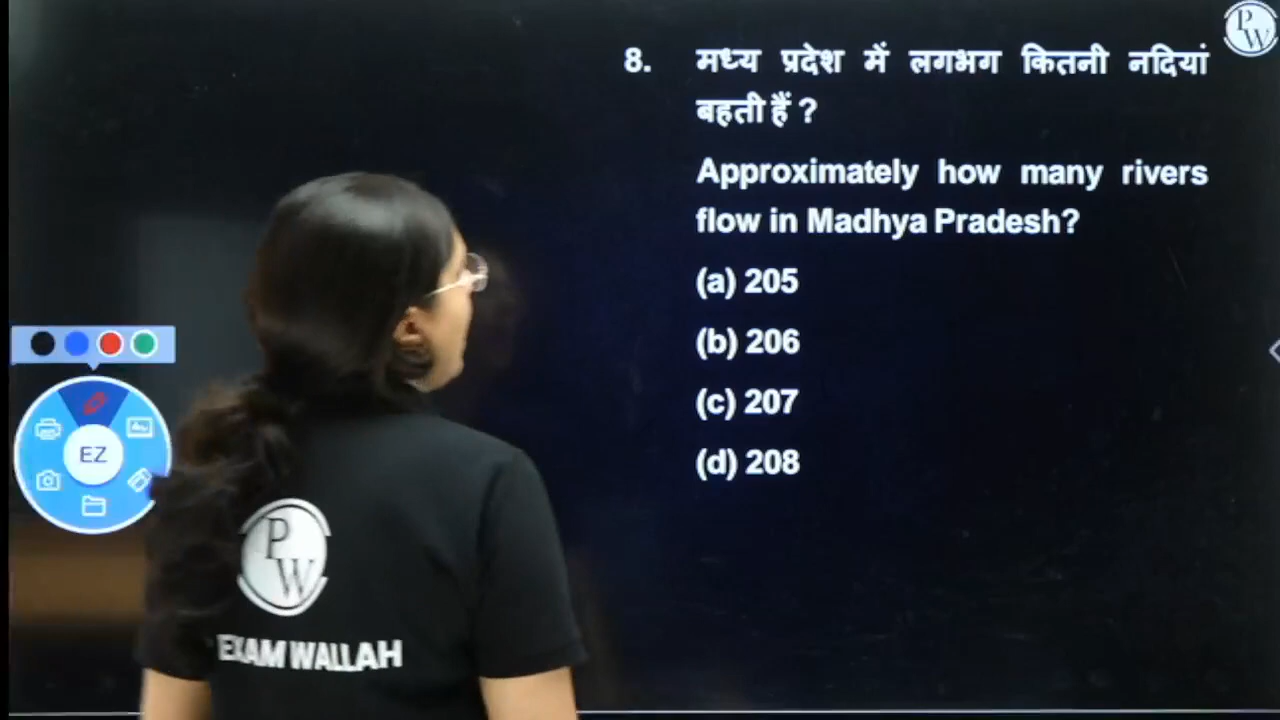 8. मध्य प्रदेश में लगभग कितनी नदियां
बहती हैं ?
Approximately how many rivers
flow in Madhya Pradesh?
(a) 205
(b) 206
(c) 207
(d) 208
PW
EZ
PW
EXAM WALLAH